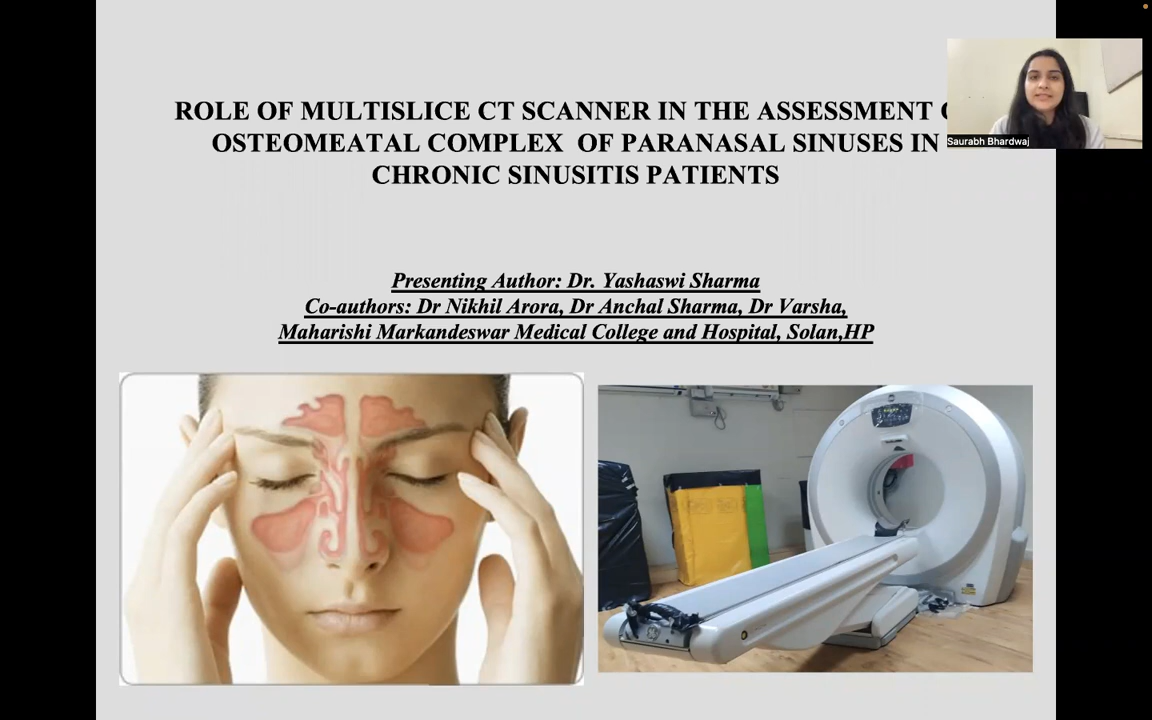 ROLE OF MULTISLICE CT SCANNER IN THE ASSESSMENT
OSTEOMEATAL COMPLEX OF PARANASAL SINUSES IN
CHRONIC SINUSITIS PATIENTS
Saurabh Bhardwaj
Presenting Author: Dr. Yashaswi Sharma
Co-authors: Dr Nikhil Arora, Dr Anchal Sharma, Dr Varsha,
Maharishi Markandeswar Medical College and Hospital, Solan,HP